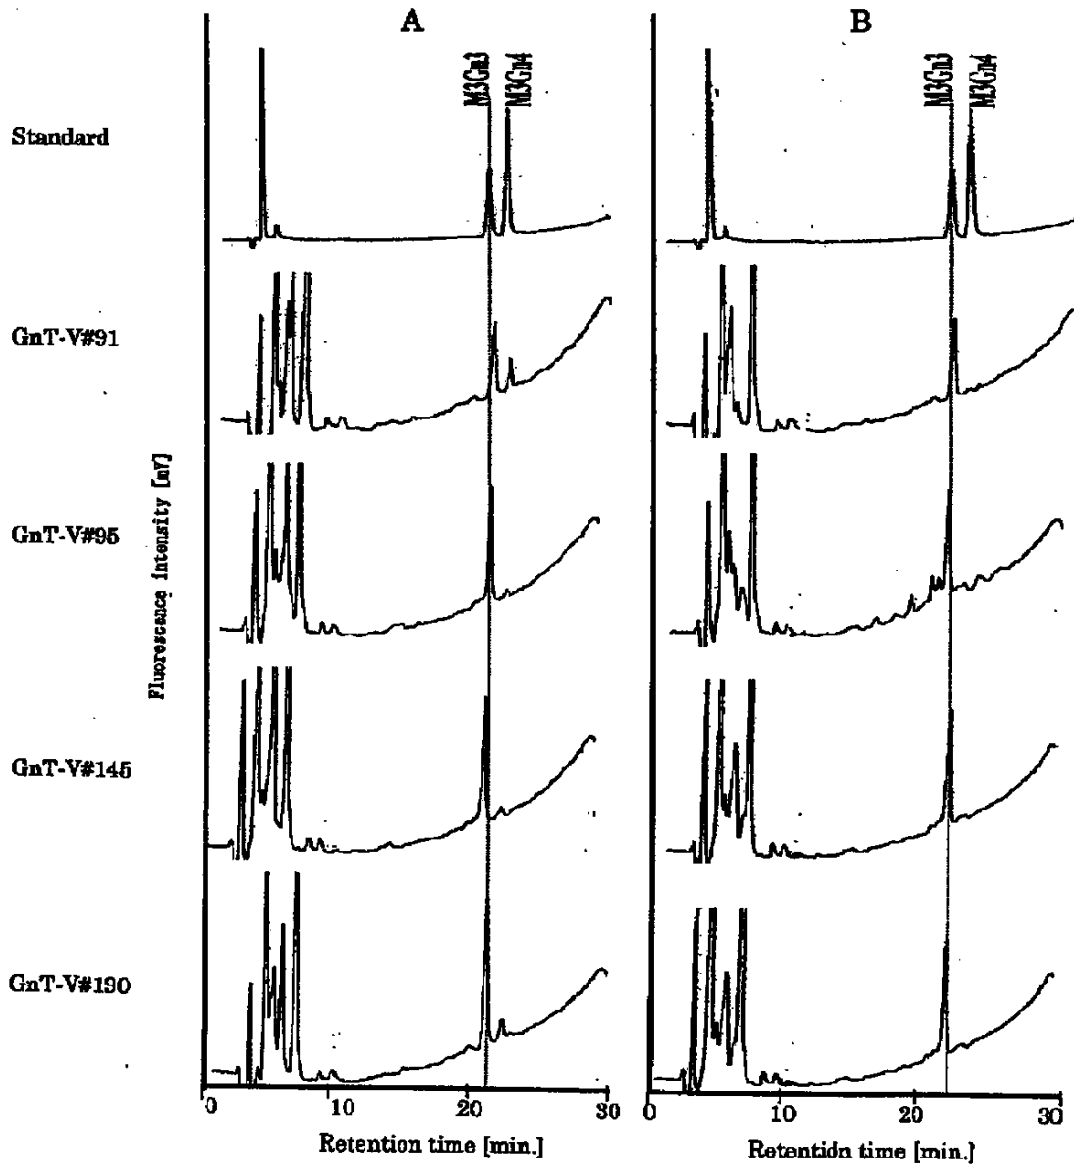 A
B
M3Gn3
M3Gn4
M3Gn3
M3Gn4
Standard
GnT-V#91
GnT-V#95
GnT-V#145
GnT-V#190
Fluorescence intensity [mV]
0 10 20 30
0 10 20 30
Retention time [min.]
Retentidn time [min.]